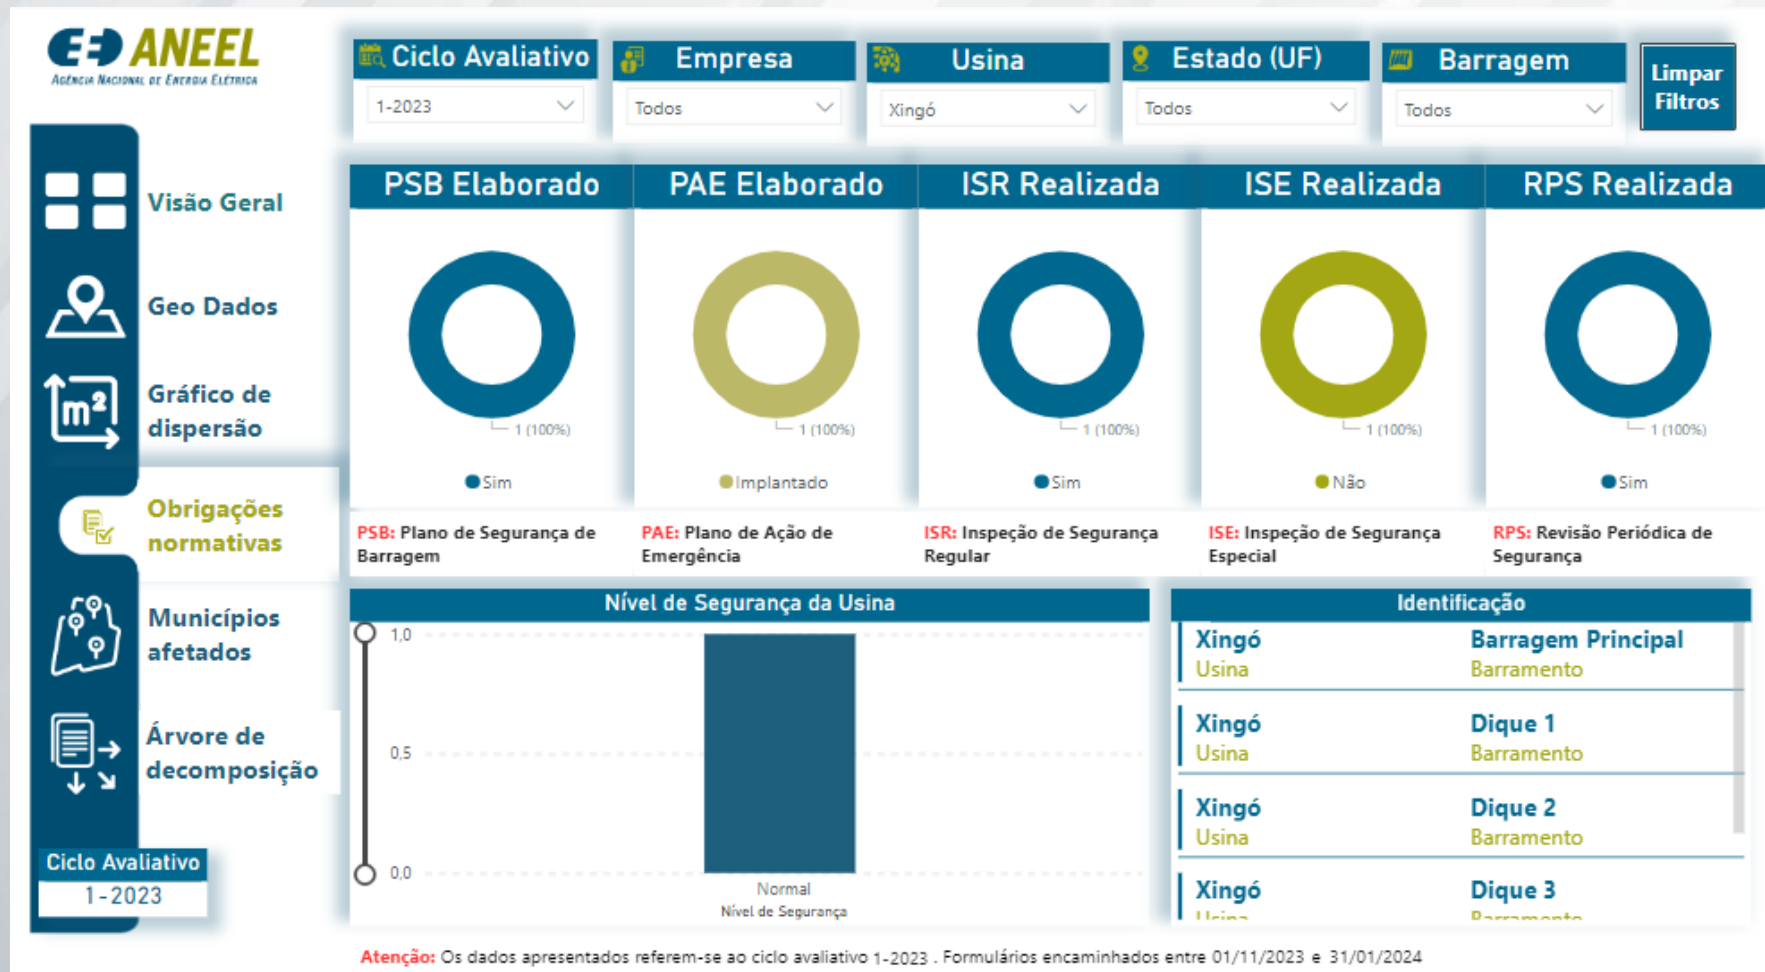 ANEEL
AGÊNCIA NACIONAL DE ENERGIA ELÉTRICA
Ciclo Avaliativo
1-2023
Empresa
Todos
Usina
Xingó
Estado (UF)
Todos
Barragem
Todos
Limpar
Filtros
Visão Geral
Geo Dados
m²
Gráfico de
dispersão
Obrigações
normativas
Municípios
afetados
Árvore de
decomposição
Ciclo Avaliativo
1-2023
PSB Elaborado
1 (100%)
Sim
PSB: Plano de Segurança de
Barragem
PAE Elaborado
1 (100%)
Implantado
PAE: Plano de Ação de
Emergência
ISR Realizada
1 (100%)
Sim
ISR: Inspeção de Segurança
Regular
ISE Realizada
1 (100%)
Não
ISE: Inspeção de Segurança
Especial
RPS Realizada
1 (100%)
Sim
RPS: Revisão Periódica de
Segurança
Nível de Segurança da Usina
1,0
0,5
0,0
Normal
Nível de Segurança
Identificação
Xingó Barragem Principal
Usina Barramento
Xingó Dique 1
Usina Barramento
Xingó Dique 2
Usina Barramento
Xingó Dique 3
Usina Barramento
Atenção: Os dados apresentados referem-se ao ciclo avaliativo 1-2023 . Formulários encaminhados entre 01/11/2023 e 31/01/2024